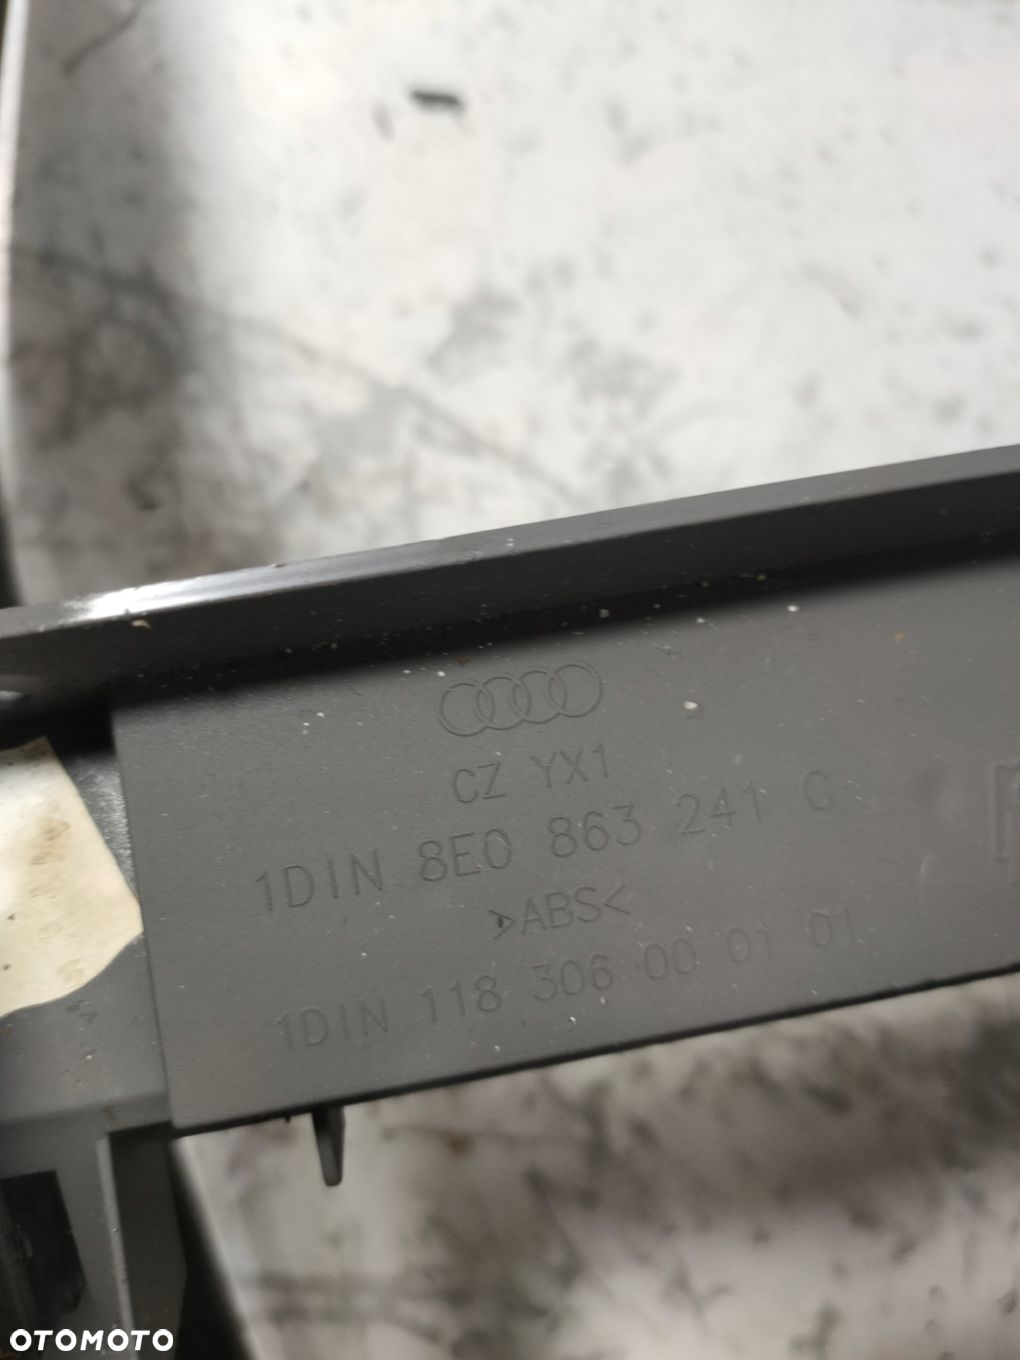 CZ YX1
1DIN 8E0 863 241 C
>ABS<
1DIN 118 306 00 01 01
OTOMOTO